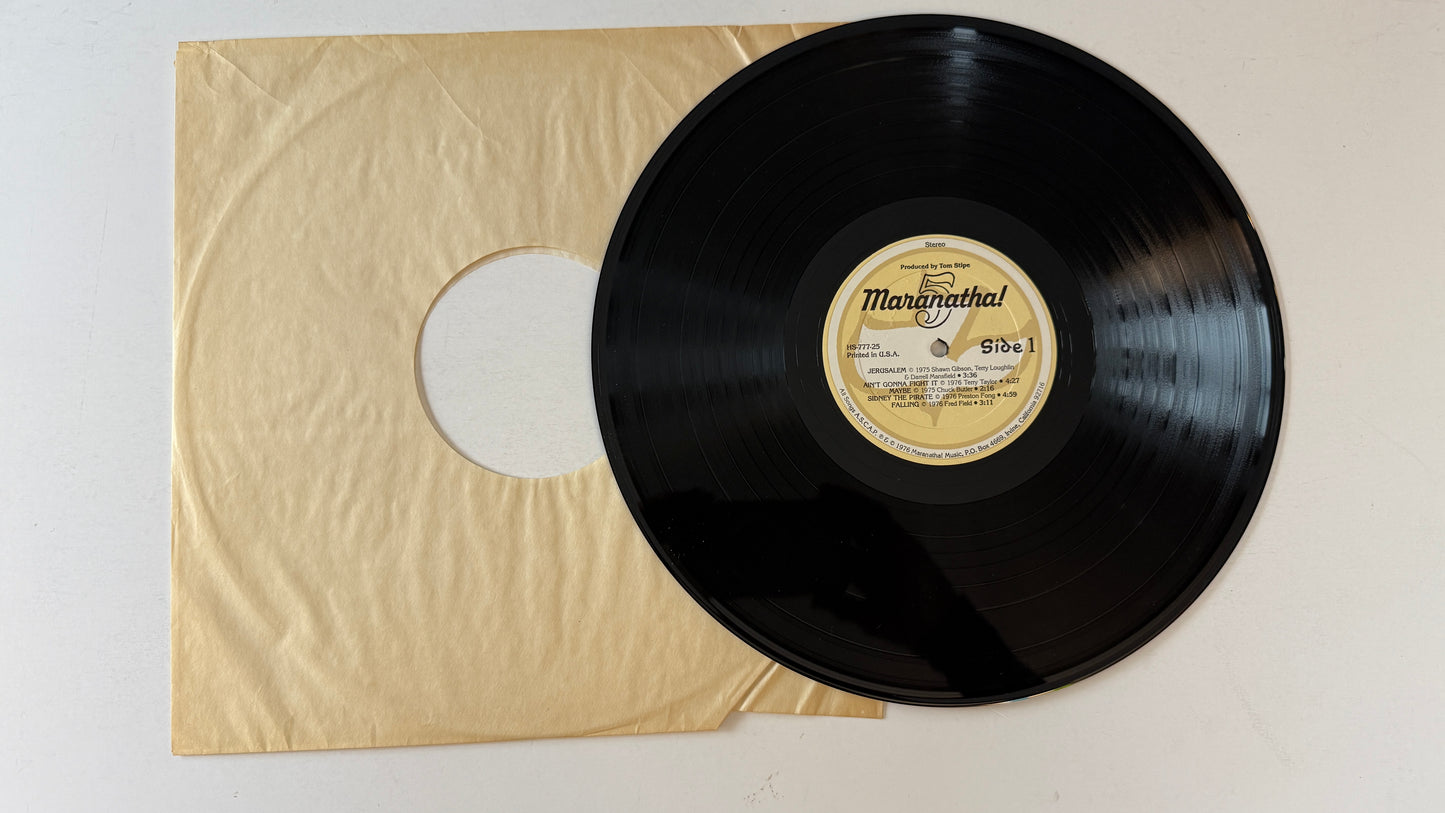 Stereo
Produced by Tom Stipe
Maranatha!
5
HS-777-25
Printed in U.S.A.
Side 1
JERUSALEM © 1975 Shawn Gibson, Terry Loughlin
& Darrell Mansfield • 3:36
AIN'T GONNA FIGHT IT © 1976 Terry Taylor • 4:27
MAYBE © 1975 Chuck Butler • 2:16
SIDNEY THE PIRATE © 1976 Preston Fong • 4:59
FALLING © 1976 Fred Field • 3:11
All Songs A.S.C.A.P. ℗ & © 1976 Maranatha! Music, P.O. Box 4669, Irvine, California 92716